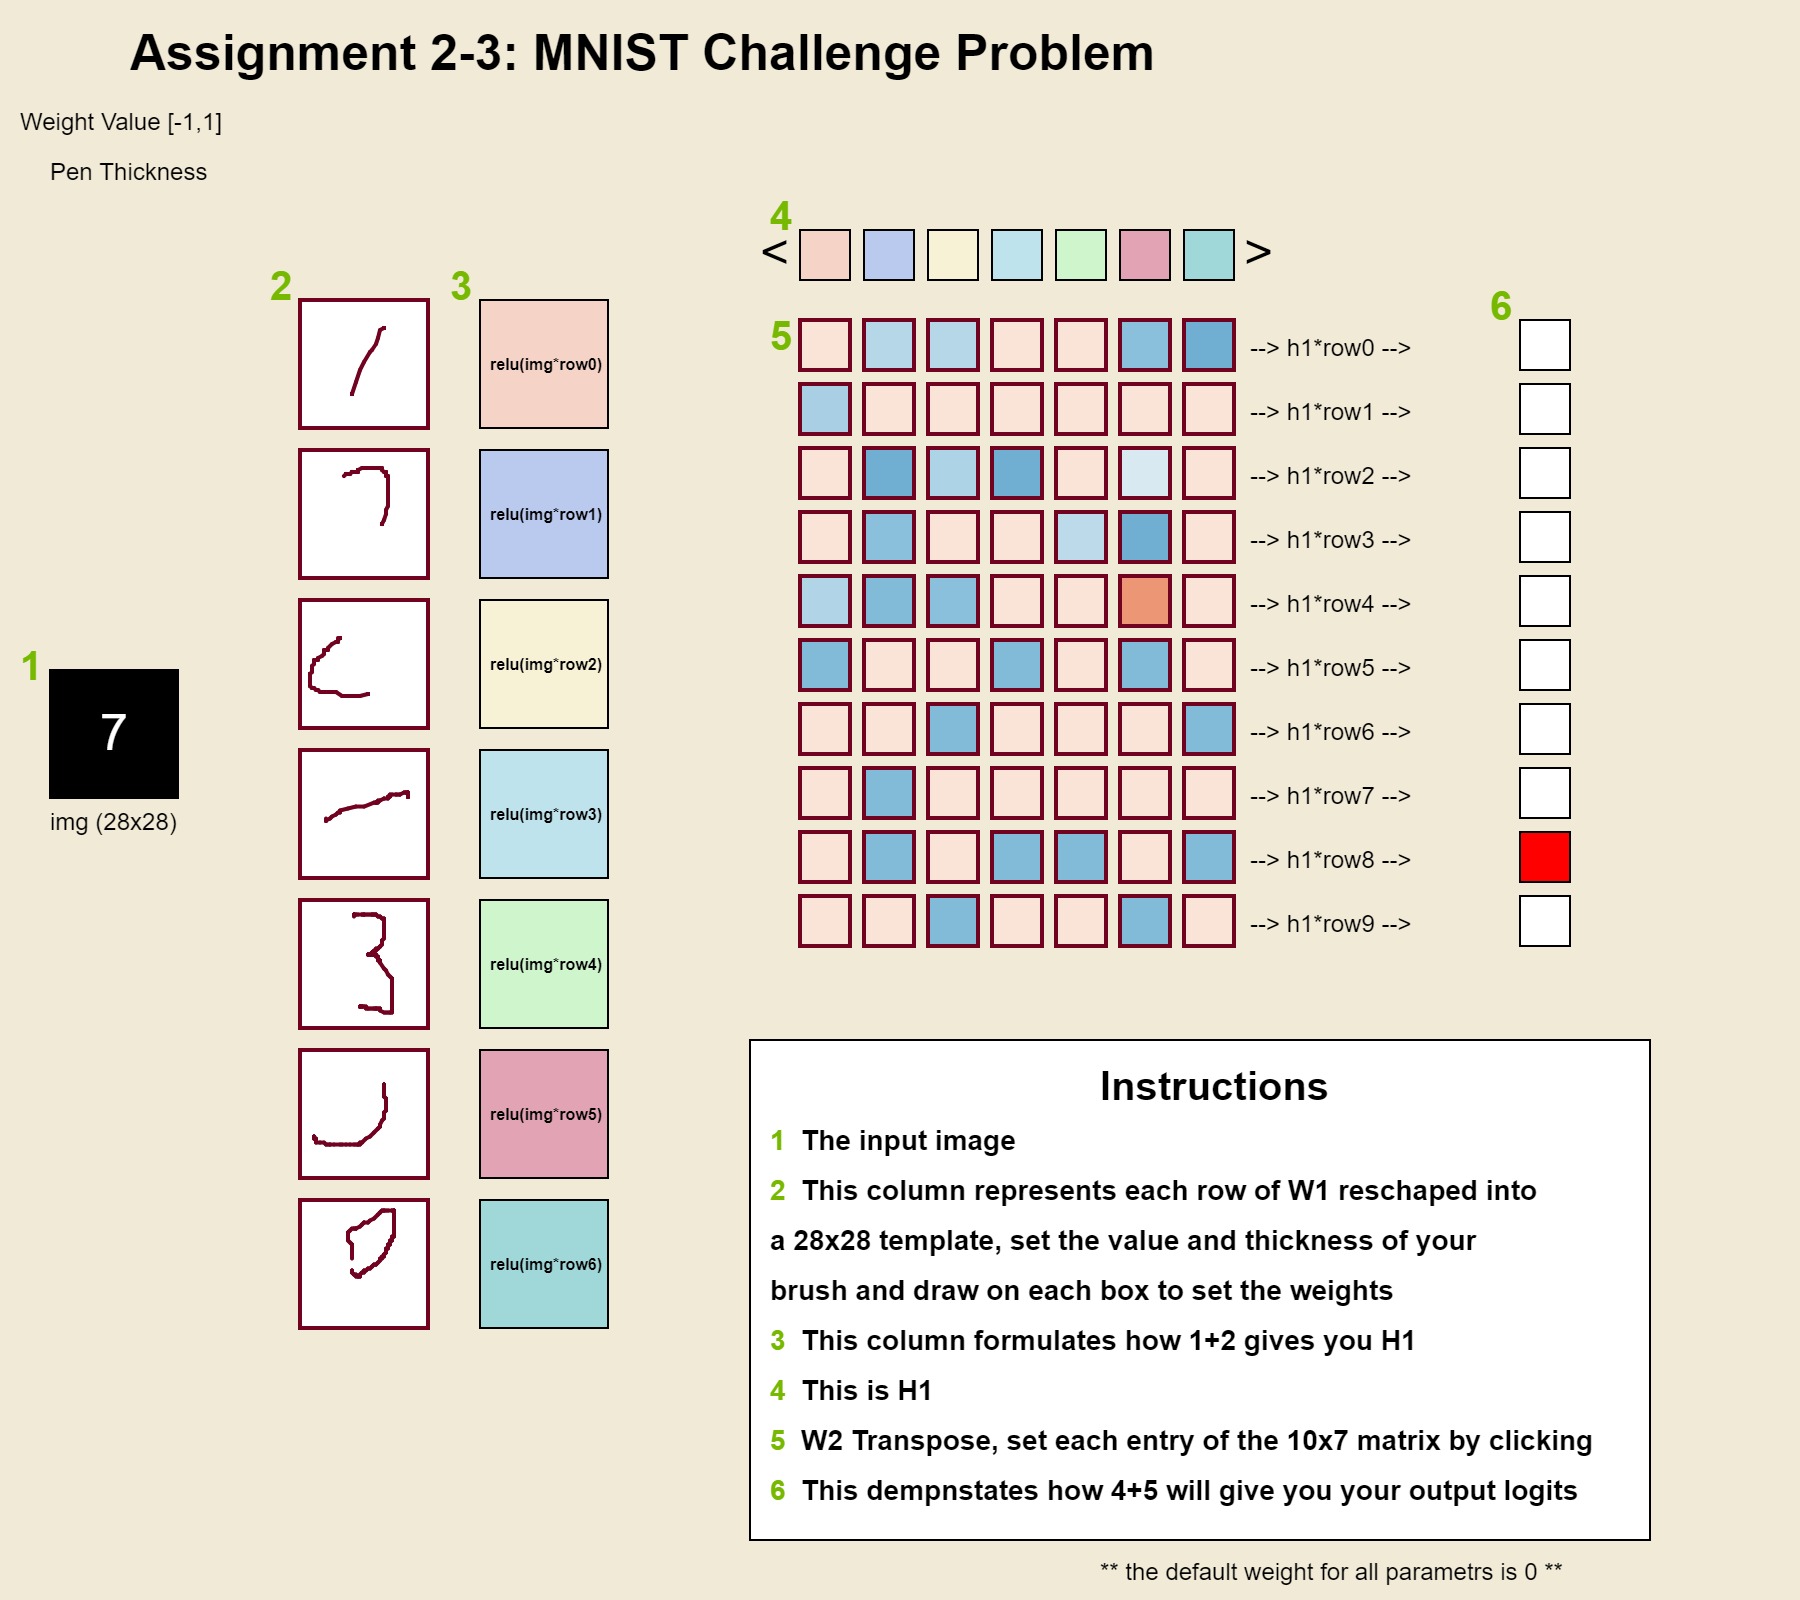 Assignment 2-3: MNIST Challenge Problem
Weight Value [-1,1]
Pen Thickness
4
< >
2
3
5
6
relu(img*row0)
relu(img*row1)
relu(img*row2)
relu(img*row3)
relu(img*row4)
relu(img*row5)
relu(img*row6)
1
7
img (28x28)
--> h1*row0 -->
--> h1*row1 -->
--> h1*row2 -->
--> h1*row3 -->
--> h1*row4 -->
--> h1*row5 -->
--> h1*row6 -->
--> h1*row7 -->
--> h1*row8 -->
--> h1*row9 -->
Instructions
1 The input image
2 This column represents each row of W1 reschaped into
a 28x28 template, set the value and thickness of your
brush and draw on each box to set the weights
3 This column formulates how 1+2 gives you H1
4 This is H1
5 W2 Transpose, set each entry of the 10x7 matrix by clicking
6 This dempnstates how 4+5 will give you your output logits
** the default weight for all parametrs is 0 **